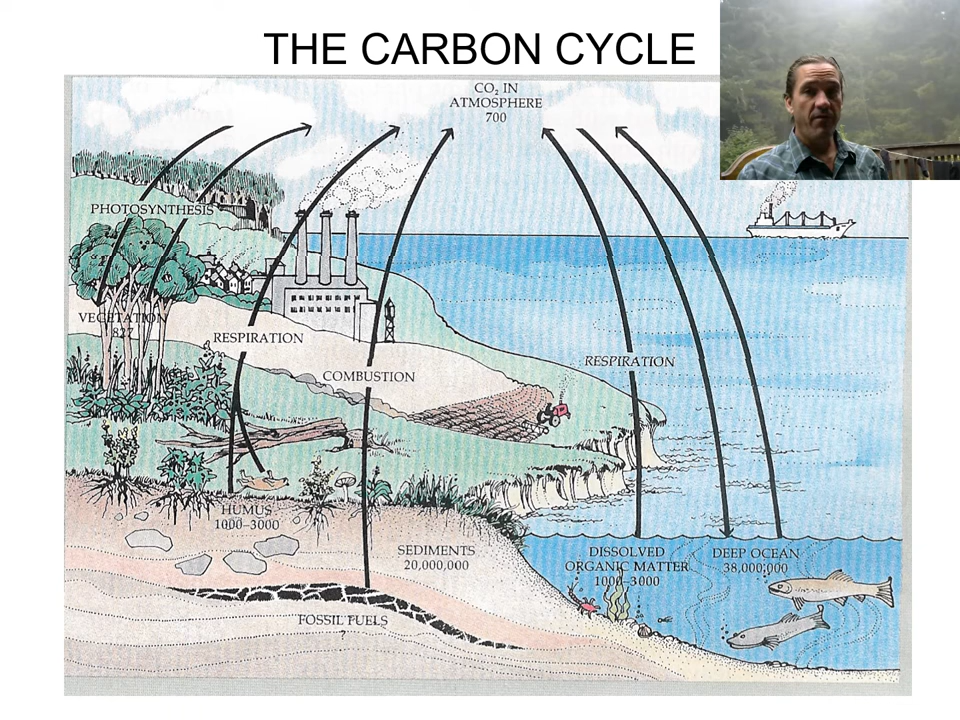 THE CARBON CYCLE
CO₂ IN
ATMOSPHERE
700
PHOTOSYNTHESIS
VEGETATION
827
RESPIRATION
COMBUSTION
RESPIRATION
HUMUS
1000–3000
SEDIMENTS
20,000,000
DISSOLVED
ORGANIC MATTER
1000–3000
DEEP OCEAN
38,000,000
FOSSIL FUELS
?